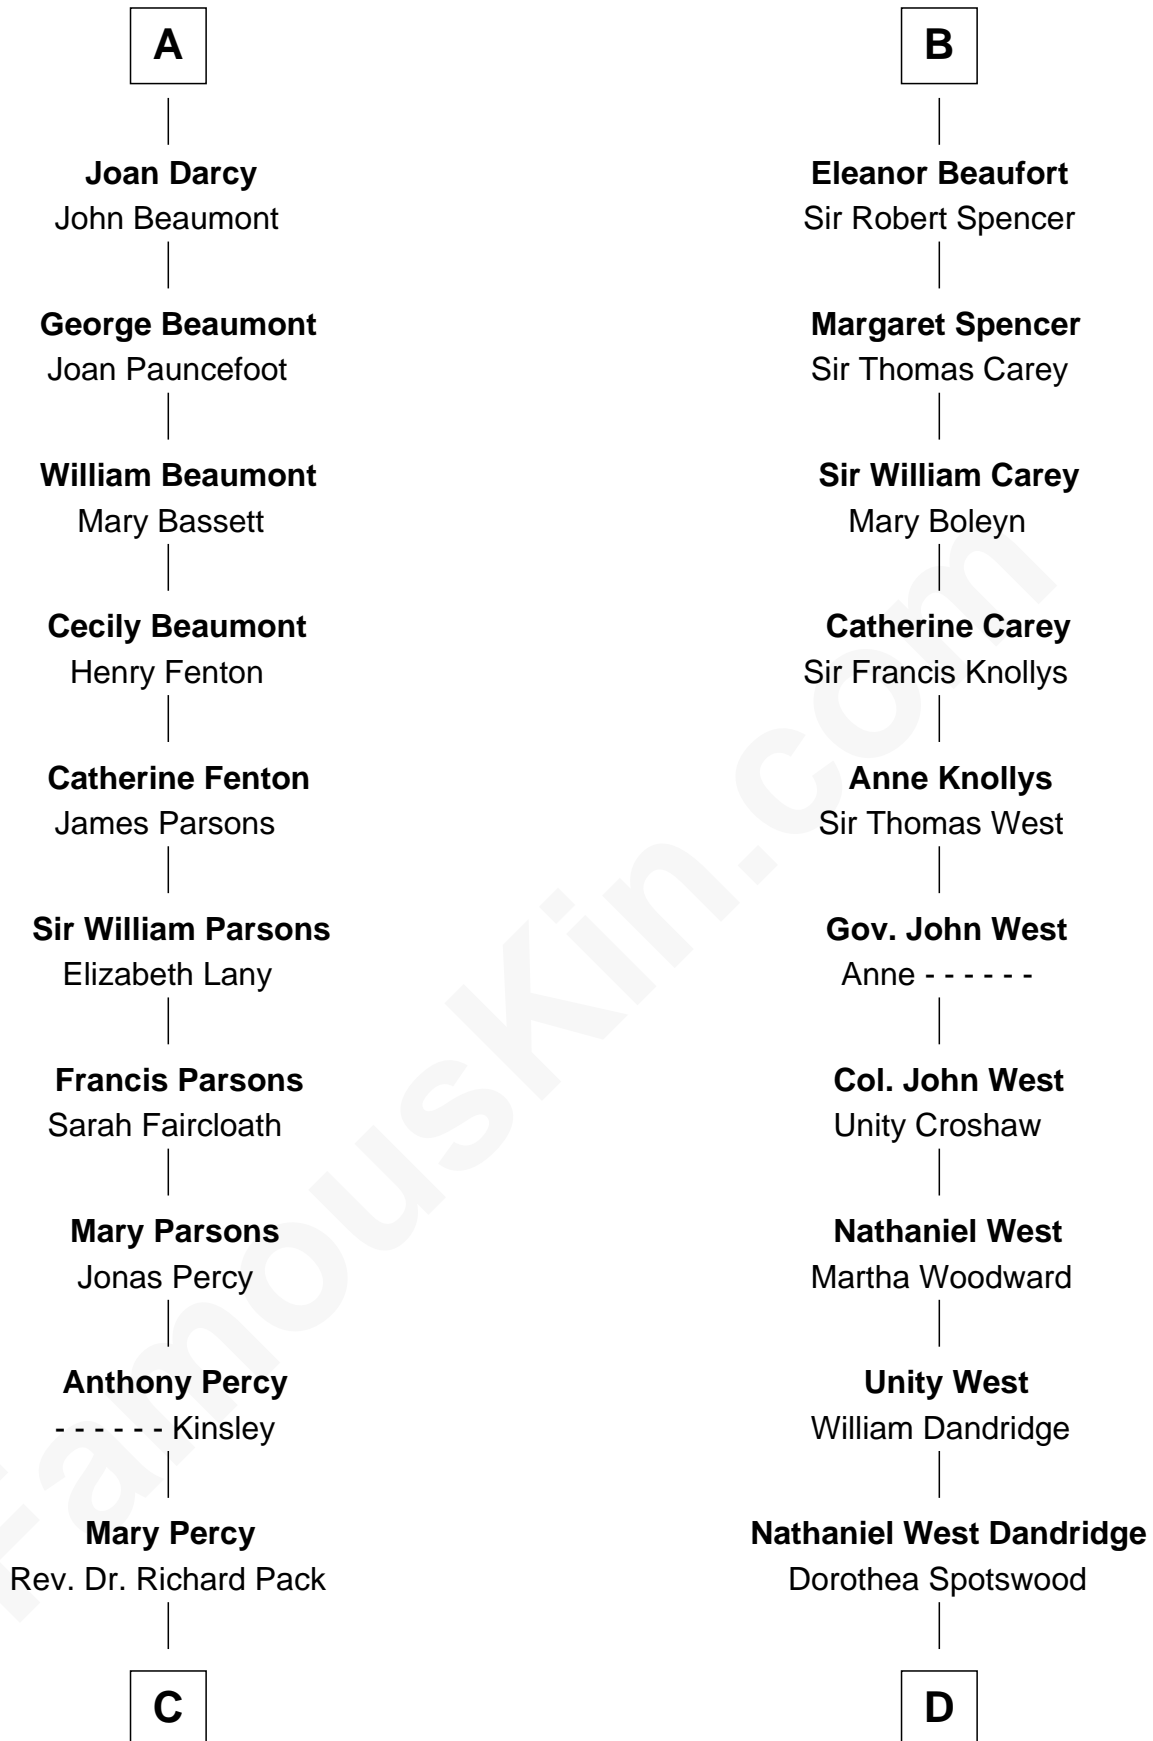 A
Joan Darcy
John Beaumont
George Beaumont
Joan Pauncefoot
William Beaumont
Mary Bassett
Cecily Beaumont
Henry Fenton
Catherine Fenton
James Parsons
Sir William Parsons
Elizabeth Lany
Francis Parsons
Sarah Faircloath
Mary Parsons
Jonas Percy
Anthony Percy
- - - - - - Kinsley
Mary Percy
Rev. Dr. Richard Pack
C
B
Eleanor Beaufort
Sir Robert Spencer
Margaret Spencer
Sir Thomas Carey
Sir William Carey
Mary Boleyn
Catherine Carey
Sir Francis Knollys
Anne Knollys
Sir Thomas West
Gov. John West
Anne - - - - - -
Col. John West
Unity Croshaw
Nathaniel West
Martha Woodward
Unity West
William Dandridge
Nathaniel West Dandridge
Dorothea Spotswood
D
FamousKin.com